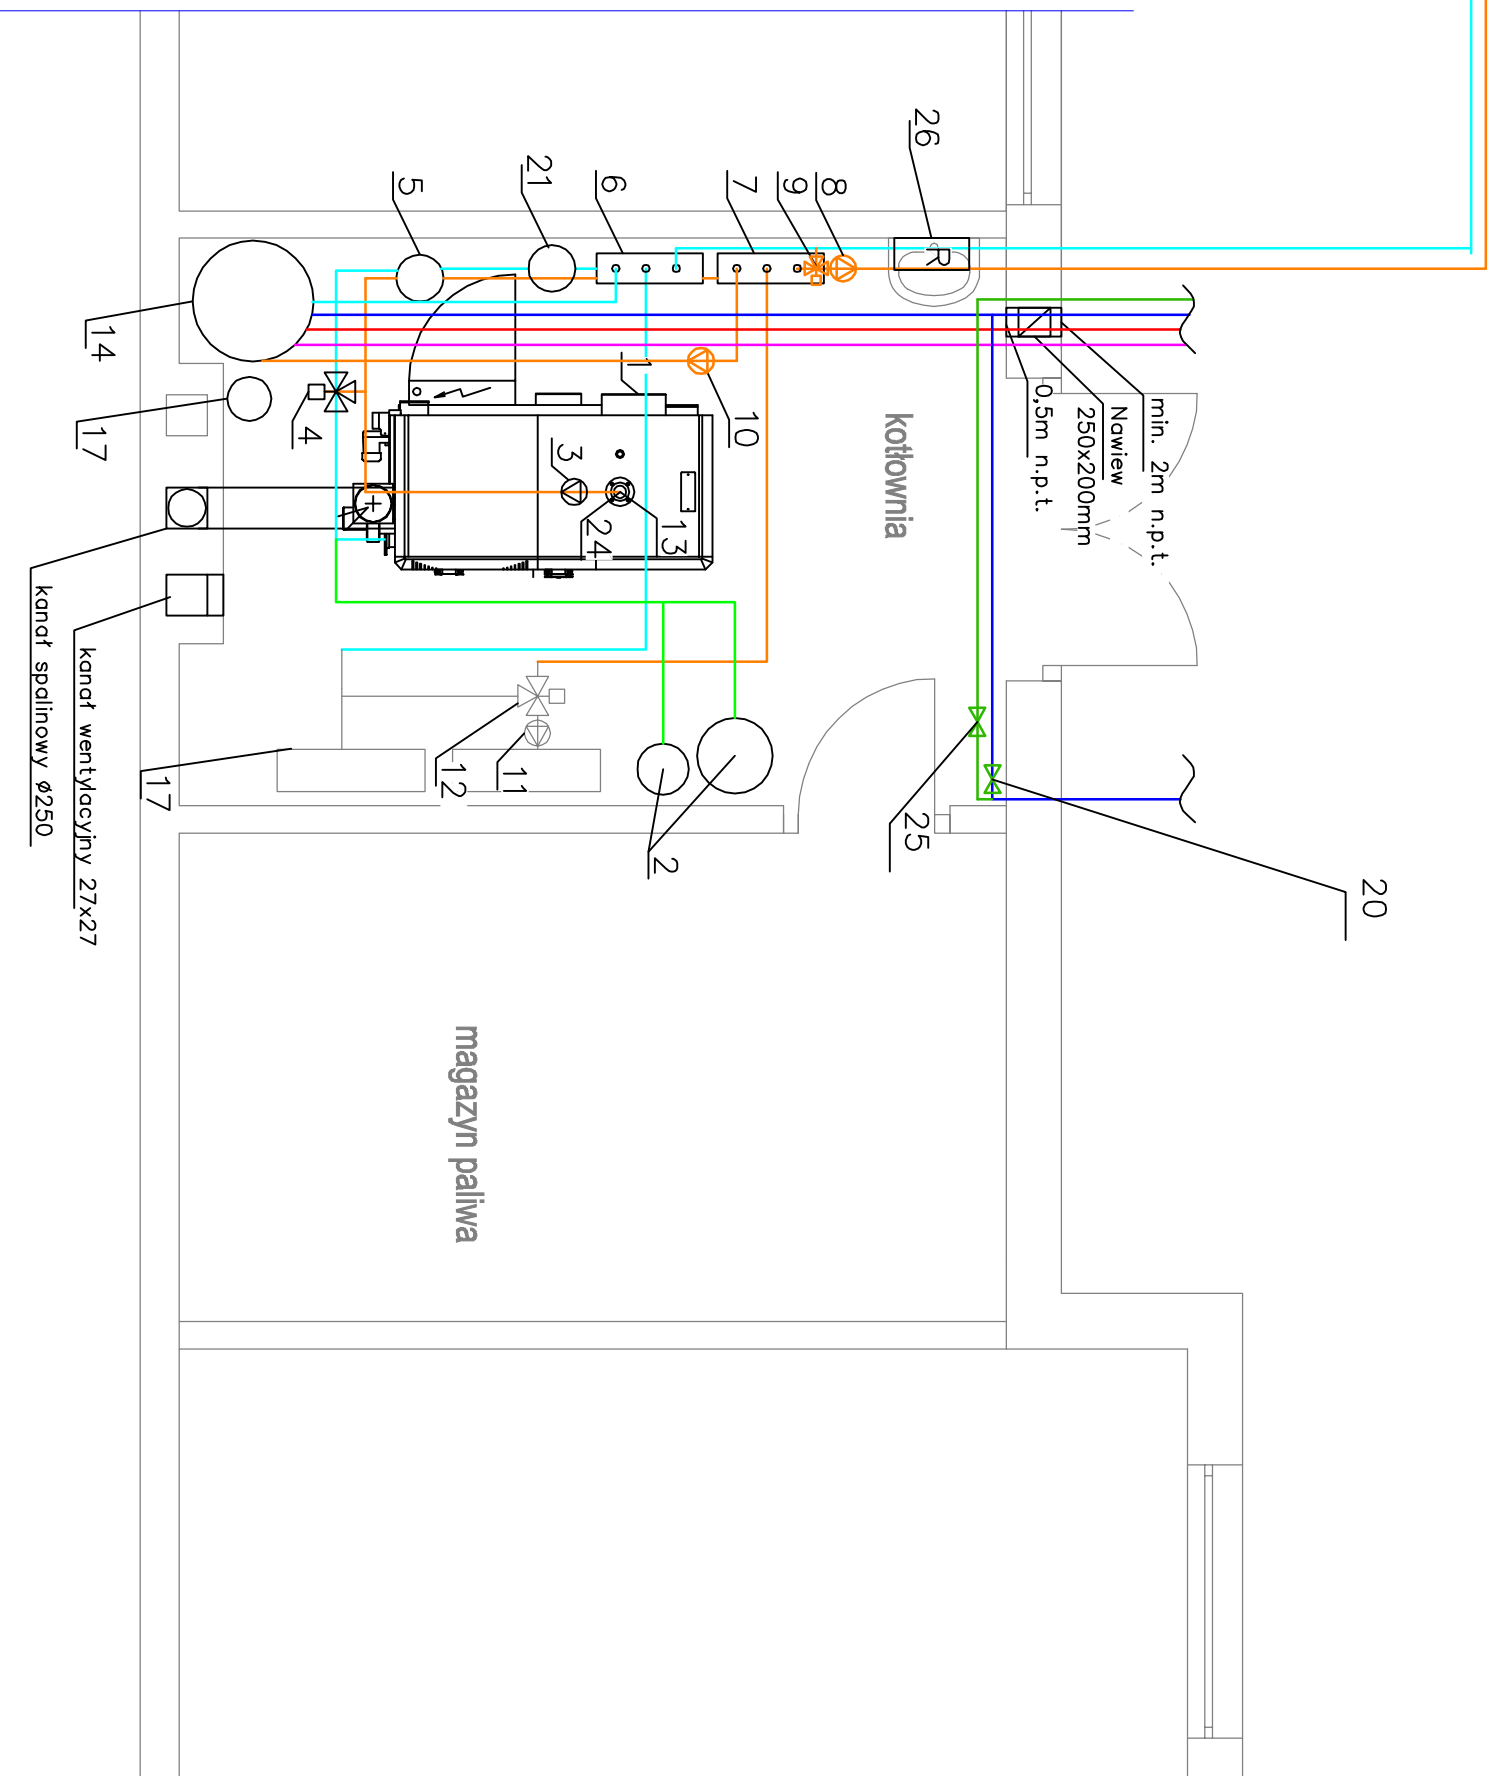 26
8
9
7
6
21
5
R
14
17
4
1
10
3
13
24
kotłownia
min. 2m n.p.t.
Nawiew
250x200mm
0,5m n.p.t.
kanał spalinowy ø250
kanał wentylacyjny 27x27
17
12
11
2
25
20
magazyn paliwa